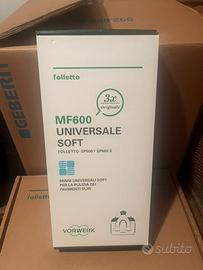 folletto
3x
Originali
MF600
UNIVERSALE
SOFT
FOLLETTO SP600 / SP600 S
PANNI UNIVERSALI SOFT
PER LA PULIZIA DEI
PAVIMENTI DURI
VORWERK
GEBERIT
folletto
subito